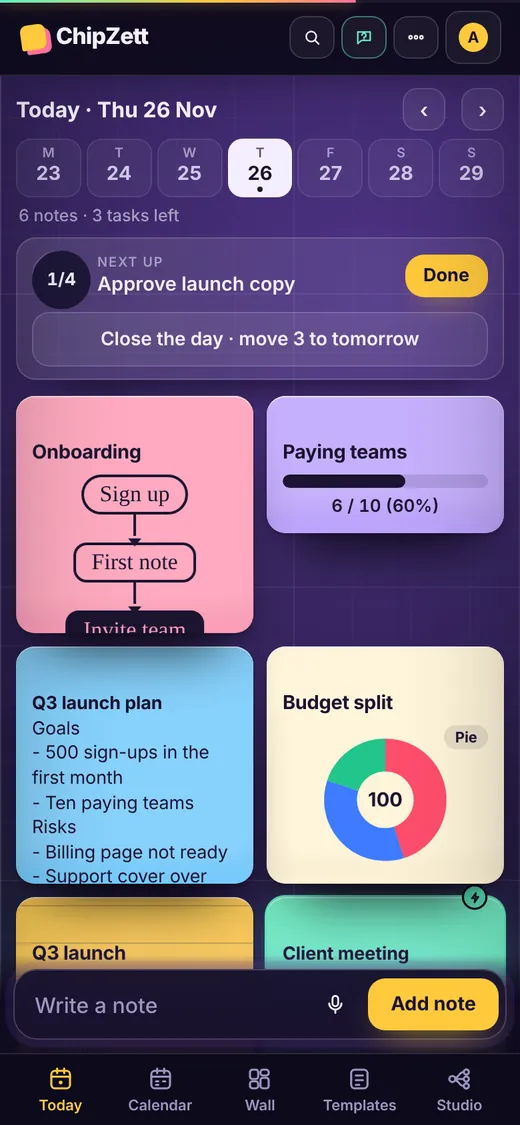 ChipZett
A
Today · Thu 26 Nov
‹ ›
M T W T F S S
23 24 25 26 27 28 29
6 notes · 3 tasks left
1/4
NEXT UP
Approve launch copy
Done
Close the day · move 3 to tomorrow
Onboarding
Sign up
First note
Invite team
Paying teams
6 / 10 (60%)
Q3 launch plan
Goals
- 500 sign-ups in the
first month
- Ten paying teams
Risks
- Billing page not ready
- Support cover over
Budget split
Pie
100
Q3 launch
Client meeting
Write a note
Add note
Today
Calendar
Wall
Templates
Studio